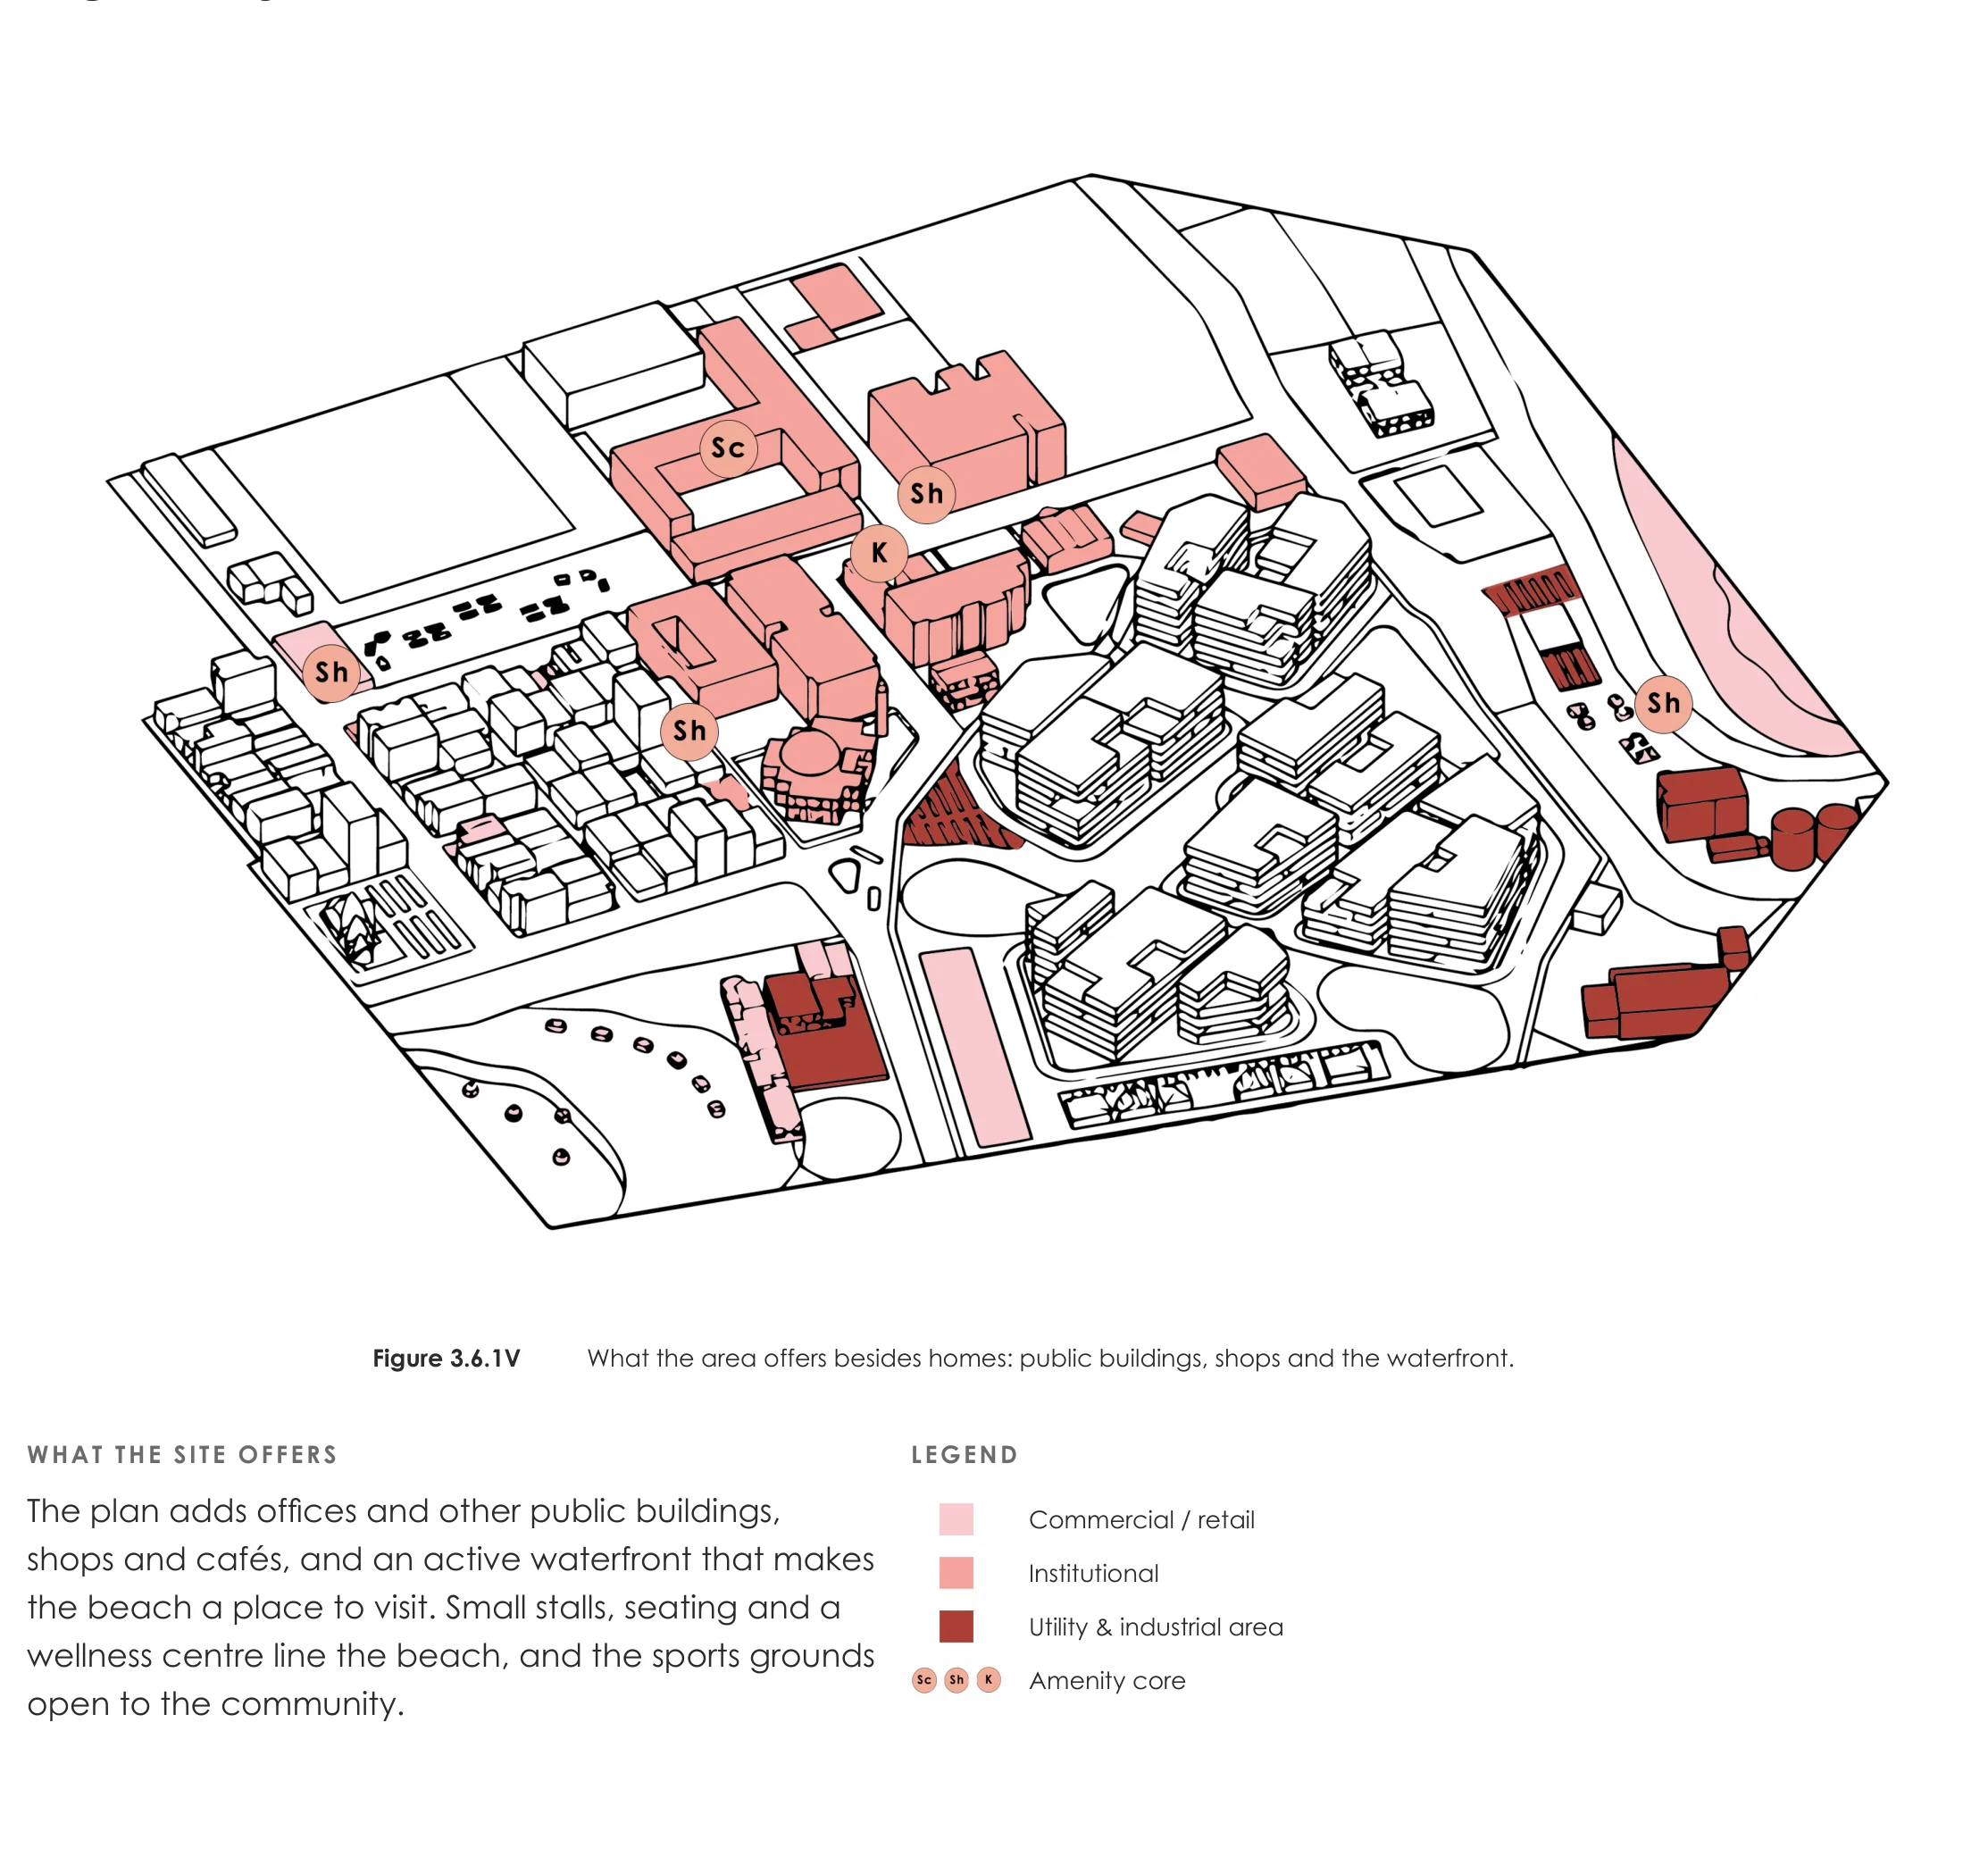 Sc
Sh
K
Sh
Sh
Sh
Figure 3.6.1V What the area offers besides homes: public buildings, shops and the waterfront.
WHAT THE SITE OFFERS
The plan adds offices and other public buildings,
shops and cafés, and an active waterfront that makes
the beach a place to visit. Small stalls, seating and a
wellness centre line the beach, and the sports grounds
open to the community.
LEGEND
Commercial / retail
Institutional
Utility & industrial area
Sc Sh K Amenity core